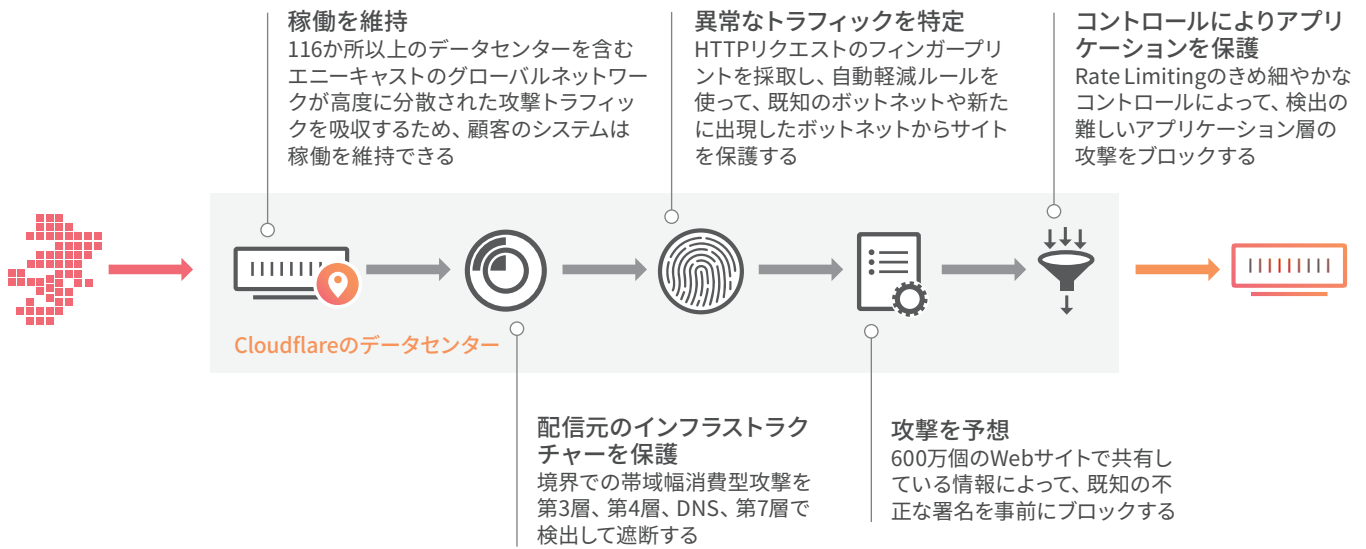 稼働を維持
116か所以上のデータセンターを含む
エニーキャストのグローバルネットワー
クが高度に分散された攻撃トラフィッ
クを吸収するため、顧客のシステムは
稼働を維持できる
異常なトラフィックを特定
HTTPリクエストのフィンガープリ
ントを採取し、自動軽減ルールを
使って、既知のボットネットや新た
に出現したボットネットからサイト
を保護する
コントロールによりアプリ
ケーションを保護
Rate Limitingのきめ細やかな
コントロールによって、検出の
難しいアプリケーション層の
攻撃をブロックする
Cloudflareのデータセンター
配信元のインフラストラク
チャーを保護
境界での帯域幅消費型攻撃を
第3層、第4層、DNS、第7層で
検出して遮断する
攻撃を予想
600万個のWebサイトで共有し
ている情報によって、既知の不
正な署名を事前にブロックする